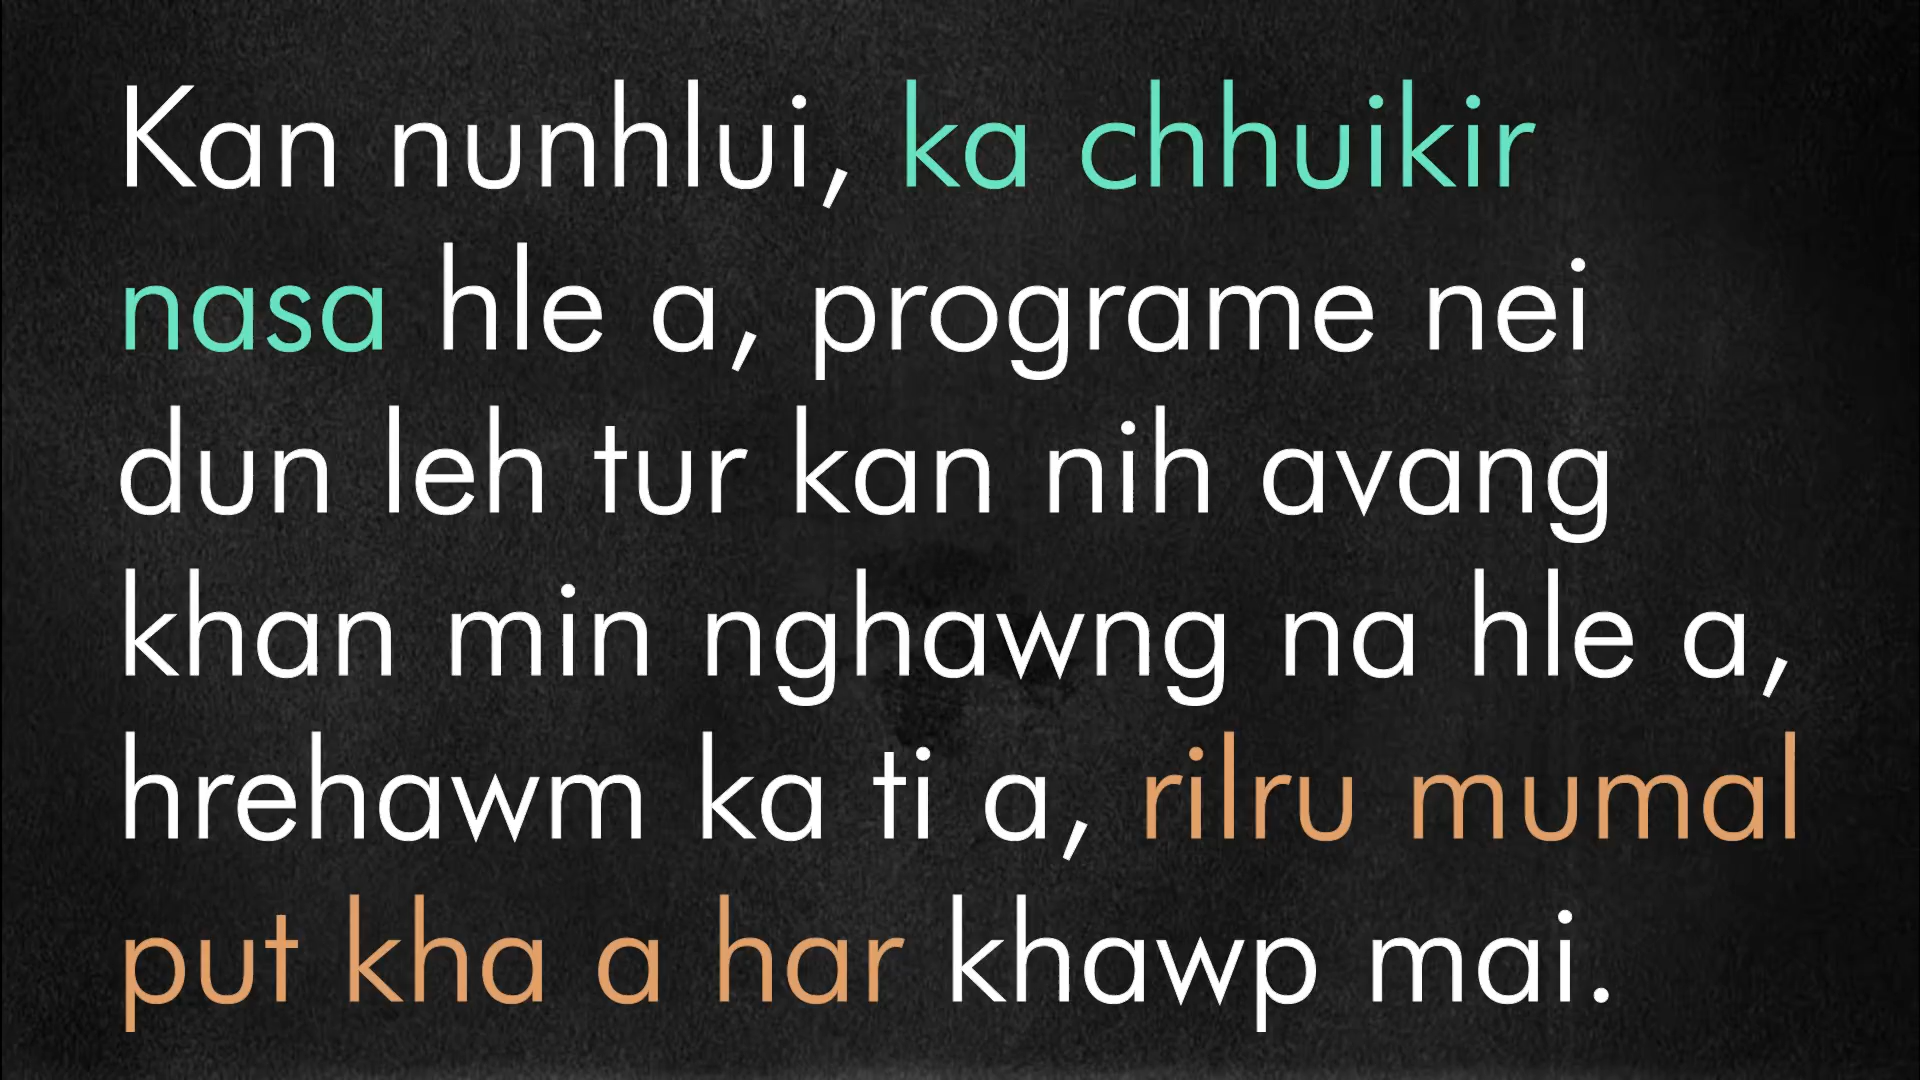 Kan nunhlui, ka chhuikir
nasa hle a, programe nei
dun leh tur kan nih avang
khan min nghawng na hle a,
hrehawm ka ti a, rilru mumal
put kha a har khawp mai.